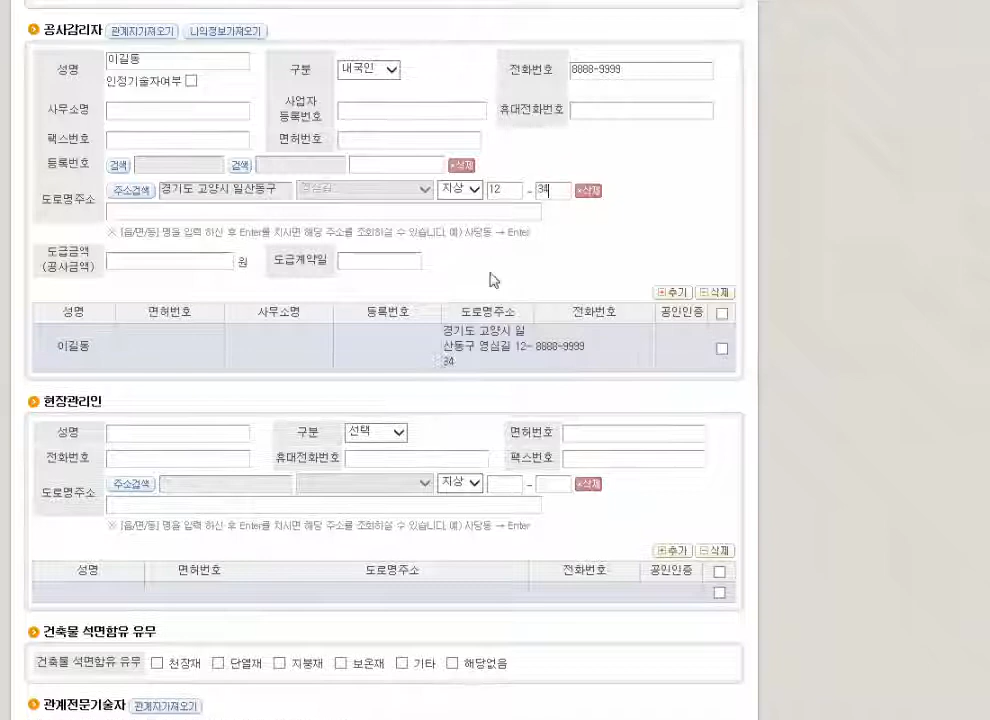 공사감리자 관계자가져오기 나의정보가져오기
성명 이길동 구분 내국인 전화번호 8888-9999
인정기술자여부
사무소명 사업자 등록번호 휴대전화번호
팩스번호 면허번호
등록번호 검색 검색 ×삭제
도로명주소 주소검색 경기도 고양시 일산동구 지상 12 - 34 ×삭제
※ [읍/면/동] 명을 입력 하신 후 Enter를 치시면 해당 주소를 조회하실 수 있습니다. 예) 사당동 → Enter
도급금액 (공사금액) 원 도급계약일
추가 삭제
성명 면허번호 사무소명 등록번호 도로명주소 전화번호 공인인증
이길동 경기도 고양시 일산동구 영심길 12-34 8888-9999
현장관리인
성명 구분 선택 면허번호
전화번호 휴대전화번호 팩스번호
도로명주소 주소검색 지상 - ×삭제
※ [읍/면/동] 명을 입력 하신 후 Enter를 치시면 해당 주소를 조회하실 수 있습니다. 예) 사당동 → Enter
추가 삭제
성명 면허번호 도로명주소 전화번호 공인인증
건축물 석면함유 유무
건축물 석면함유 유무 천장재 단열재 지붕재 보온재 기타 해당없음
관계전문기술자 관계자가져오기